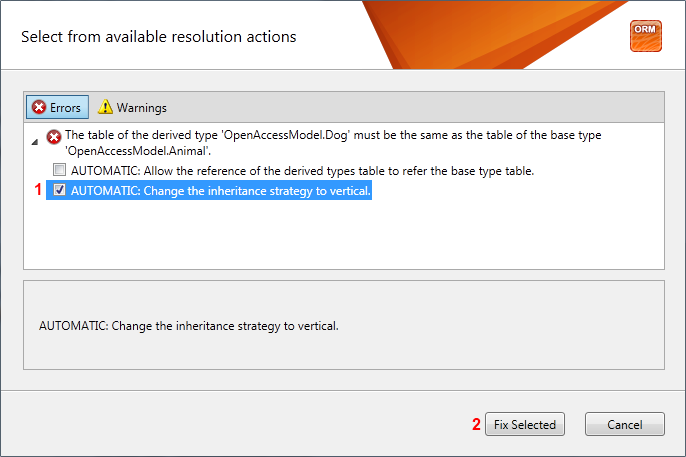 Select from available resolution actions
ORM
Errors
Warnings
The table of the derived type 'OpenAccessModel.Dog' must be the same as the table of the base type
'OpenAccessModel.Animal'.
AUTOMATIC: Allow the reference of the derived types table to refer the base type table.
1 AUTOMATIC: Change the inheritance strategy to vertical.
AUTOMATIC: Change the inheritance strategy to vertical.
2 Fix Selected Cancel